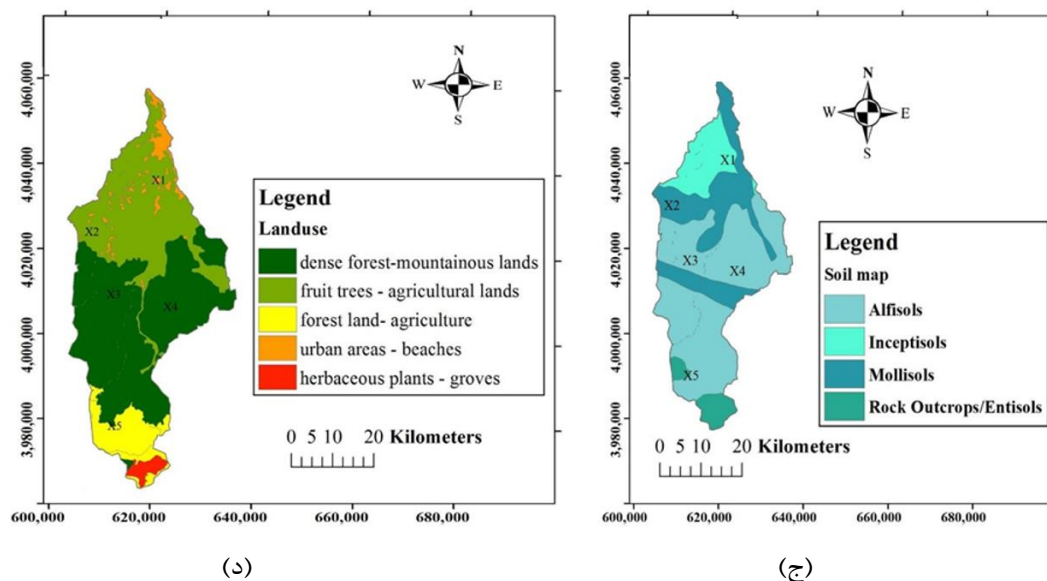 N
W
E
S
4,060,000
4,040,000
4,020,000
4,000,000
3,980,000
X1
X2
X3
X4
X5
Legend
Landuse
dense forest-mountainous lands
fruit trees - agricultural lands
forest land- agriculture
urban areas - beaches
herbaceous plants - groves
0 5 10 20 Kilometers
600,000 620,000 640,000 660,000 680,000
(د)
N
W
E
S
4,060,000
4,040,000
4,020,000
4,000,000
3,980,000
X1
X2
X3
X4
X5
Legend
Soil map
Alfisols
Inceptisols
Mollisols
Rock Outcrops/Entisols
0 5 10 20 Kilometers
600,000 620,000 640,000 660,000 680,000
(ج)